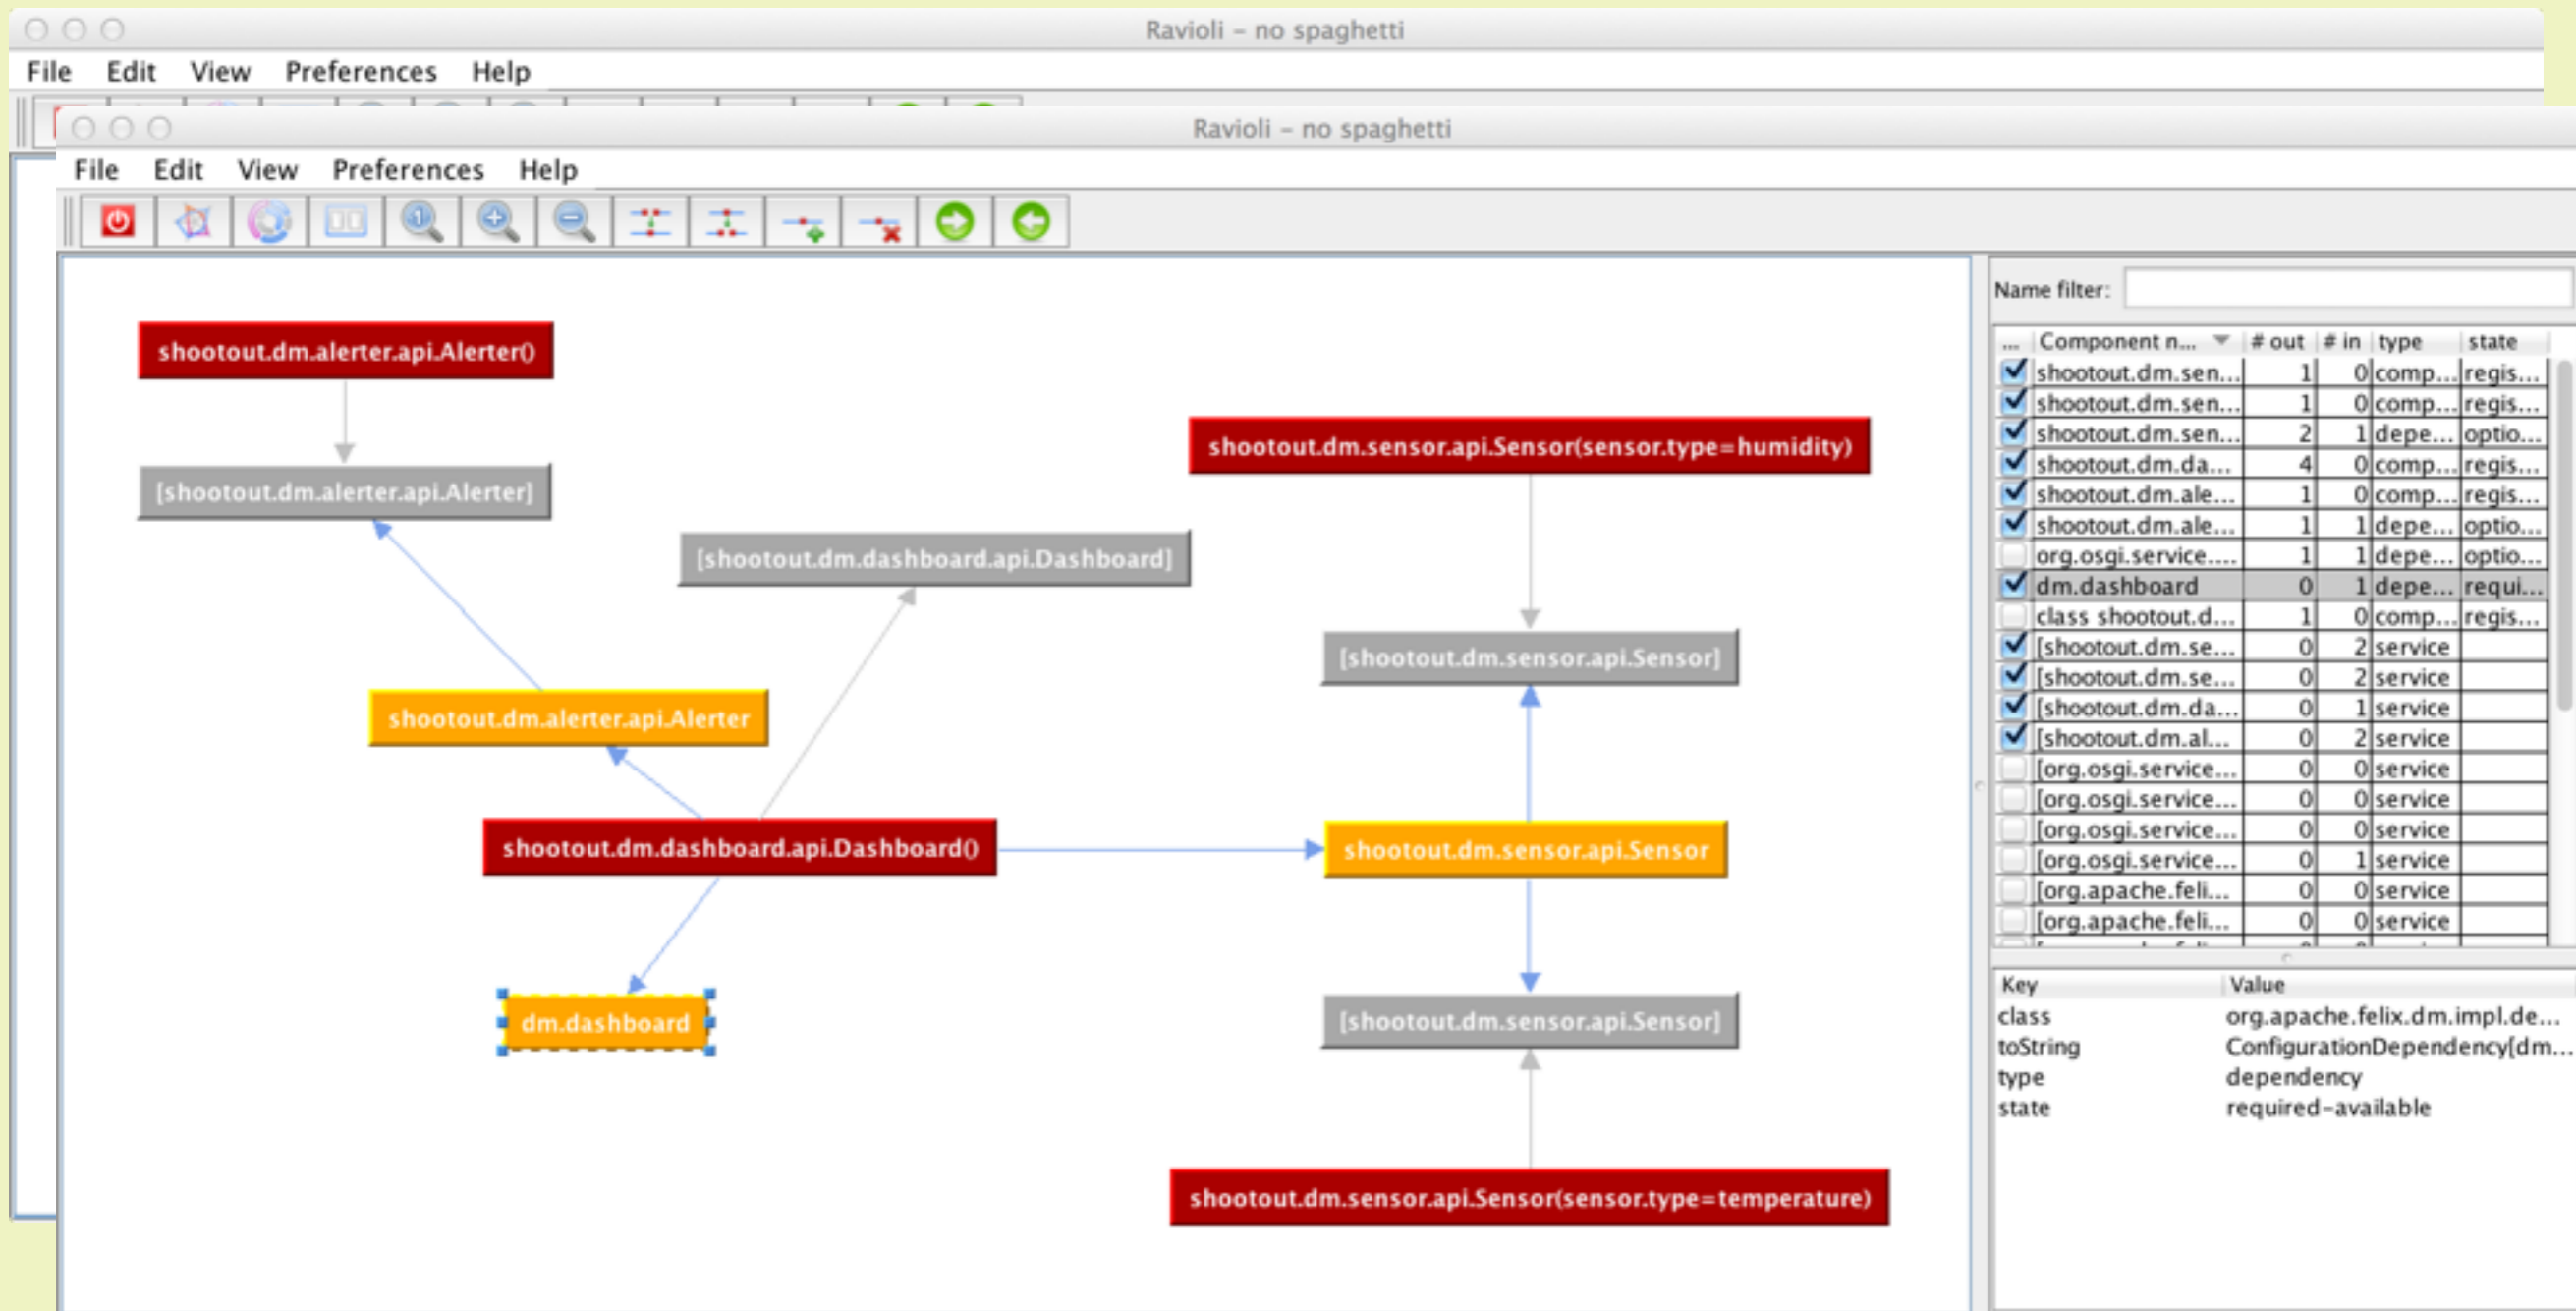 Ravioli – no spaghetti
File Edit View Preferences Help
Ravioli – no spaghetti
File Edit View Preferences Help
shootout.dm.alerter.api.Alerter()
[shootout.dm.alerter.api.Alerter]
shootout.dm.sensor.api.Sensor(sensor.type=humidity)
[shootout.dm.dashboard.api.Dashboard]
[shootout.dm.sensor.api.Sensor]
shootout.dm.alerter.api.Alerter
shootout.dm.dashboard.api.Dashboard()
shootout.dm.sensor.api.Sensor
dm.dashboard
[shootout.dm.sensor.api.Sensor]
shootout.dm.sensor.api.Sensor(sensor.type=temperature)
Name filter:
... Component n... # out # in type state
shootout.dm.sen... 1 0 comp... regis...
shootout.dm.sen... 1 0 comp... regis...
shootout.dm.sen... 2 1 depe... optio...
shootout.dm.da... 4 0 comp... regis...
shootout.dm.ale... 1 0 comp... regis...
shootout.dm.ale... 1 1 depe... optio...
org.osgi.service.... 1 1 depe... optio...
dm.dashboard 0 1 depe... requi...
class shootout.d... 1 0 comp... regis...
[shootout.dm.se... 0 2 service
[shootout.dm.se... 0 2 service
[shootout.dm.da... 0 1 service
[shootout.dm.al... 0 2 service
[org.osgi.service... 0 0 service
[org.osgi.service... 0 0 service
[org.osgi.service... 0 0 service
[org.osgi.service... 0 1 service
[org.apache.feli... 0 0 service
[org.apache.feli... 0 0 service
Key Value
class org.apache.felix.dm.impl.de...
toString ConfigurationDependency[dm...
type dependency
state required-available